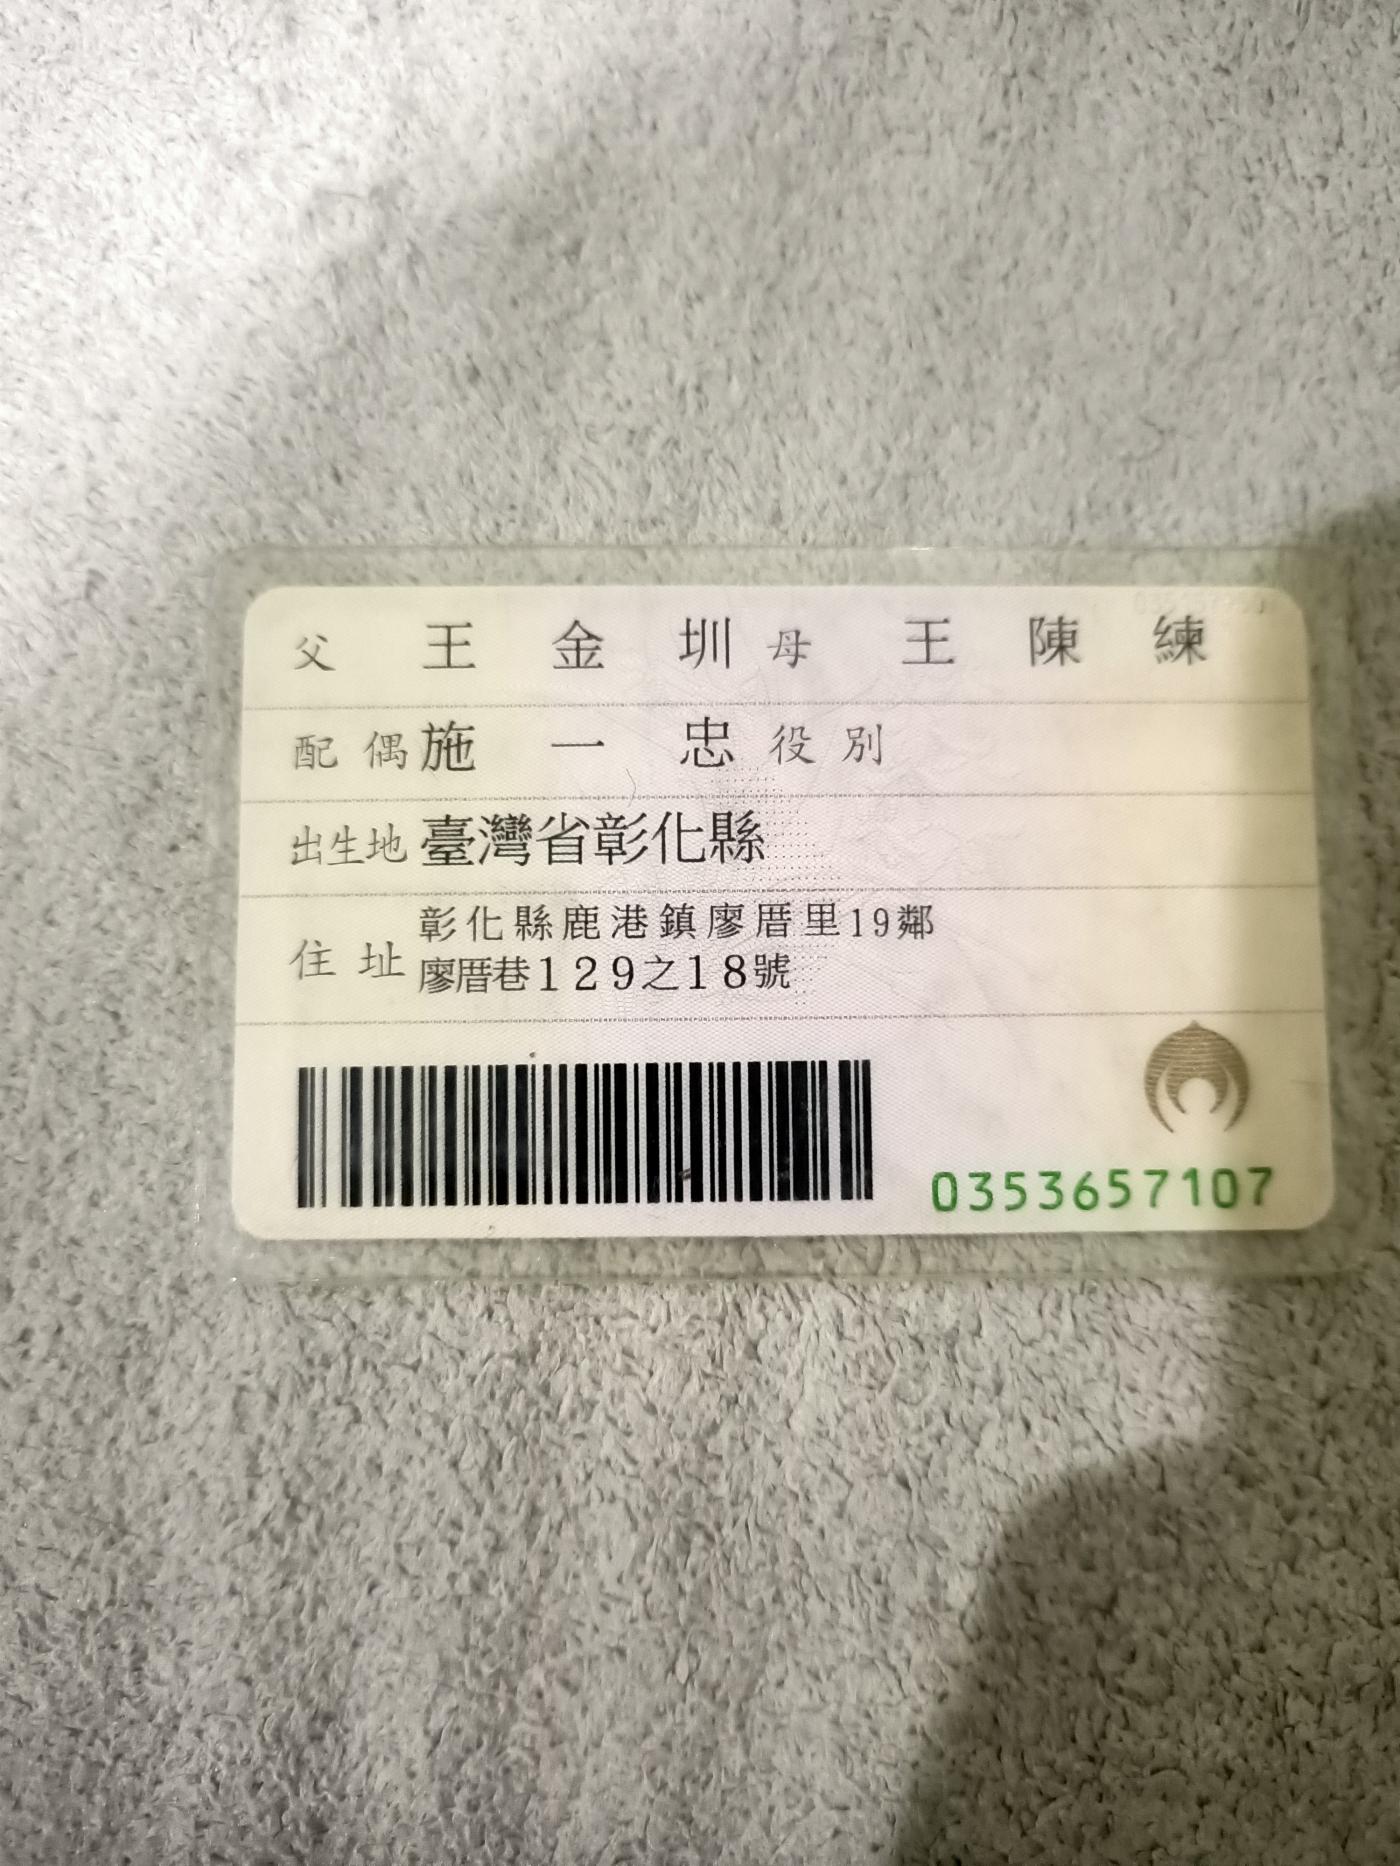 父 王金圳 母 王陳練
配偶 施一忠 役別
出生地 臺灣省彰化縣
住址 彰化縣鹿港鎮廖厝里19鄰
廖厝巷129之18號
0353657107